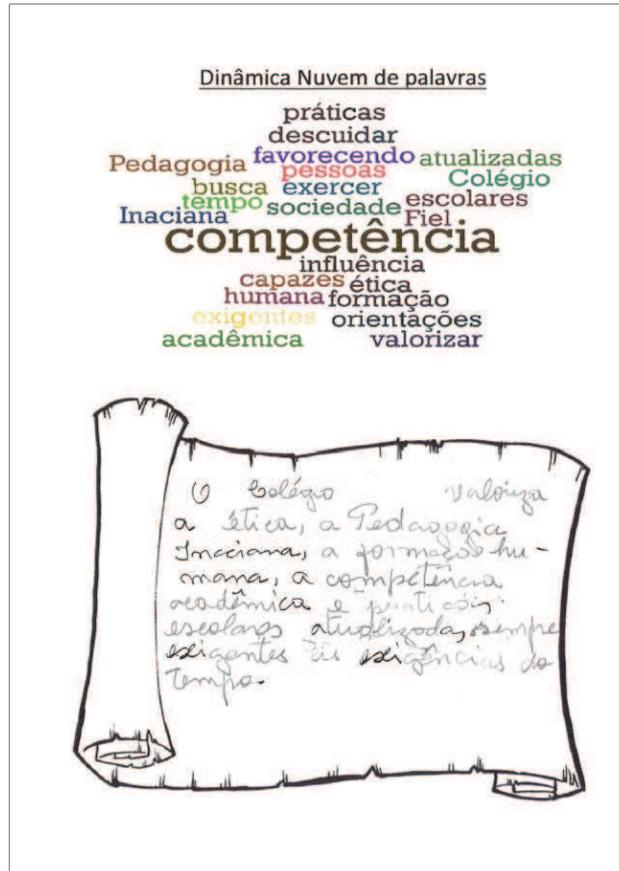 Dinâmica Nuvem de palavras
práticas
descuidar
Pedagogia favorecendo atualizadas
pessoas Colégio
busca exercer
tempo sociedade escolares
Inaciana Fiel
competência
influência
capazes ética
humana formação
exigentes orientações
acadêmica valorizar
O Colégio valoriza
a ética, a Pedagogia
Inaciana, a formação hu-
mana, a competência
acadêmica e práticas
escolares atualizadas, sempre
exigentes às exigências do
tempo.